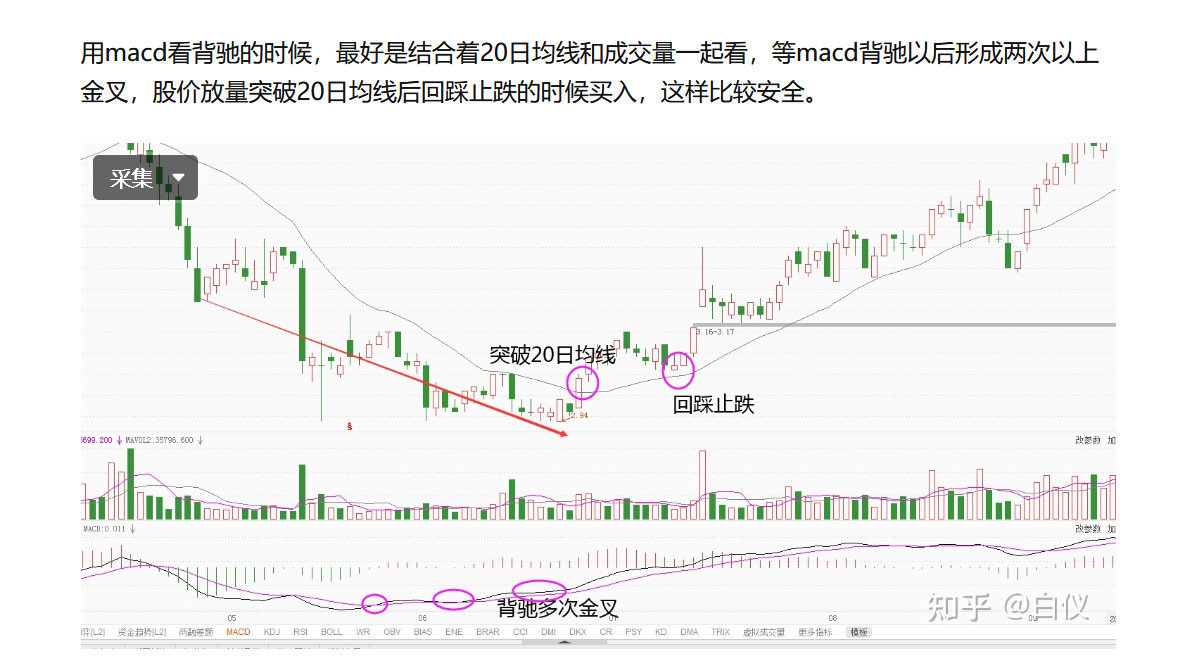 用macd看背驰的时候，最好是结合着20日均线和成交量一起看，等macd背驰以后形成两次以上
金叉，股价放量突破20日均线后回踩止跌的时候买入，这样比较安全。
采集
突破20日均线
3.16-3.17
回踩止跌
2.94
699.200 ↓ MAVOL2:35796.600 ↓
改参数 加
MACD:0.011 ↓
改参数 加
背驰多次金叉
知乎 @白仪
05 06 07 08 09
[L2] 资金趋势[L2] 两融差额 MACD KDJ RSI BOLL WR OBV BIAS ENE BRAR CCI DMI DKX CR PSY KD DMA TRIX 虚拟成交量 更多指标 模板